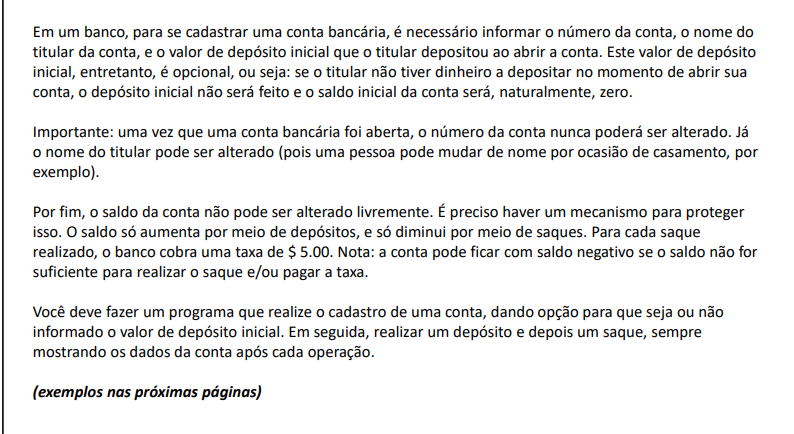 Em um banco, para se cadastrar uma conta bancária, é necessário informar o número da conta, o nome do
titular da conta, e o valor de depósito inicial que o titular depositou ao abrir a conta. Este valor de depósito
inicial, entretanto, é opcional, ou seja: se o titular não tiver dinheiro a depositar no momento de abrir sua
conta, o depósito inicial não será feito e o saldo inicial da conta será, naturalmente, zero.
Importante: uma vez que uma conta bancária foi aberta, o número da conta nunca poderá ser alterado. Já
o nome do titular pode ser alterado (pois uma pessoa pode mudar de nome por ocasião de casamento, por
exemplo).
Por fim, o saldo da conta não pode ser alterado livremente. É preciso haver um mecanismo para proteger
isso. O saldo só aumenta por meio de depósitos, e só diminui por meio de saques. Para cada saque
realizado, o banco cobra uma taxa de $ 5.00. Nota: a conta pode ficar com saldo negativo se o saldo não for
suficiente para realizar o saque e/ou pagar a taxa.
Você deve fazer um programa que realize o cadastro de uma conta, dando opção para que seja ou não
informado o valor de depósito inicial. Em seguida, realizar um depósito e depois um saque, sempre
mostrando os dados da conta após cada operação.
(exemplos nas próximas páginas)